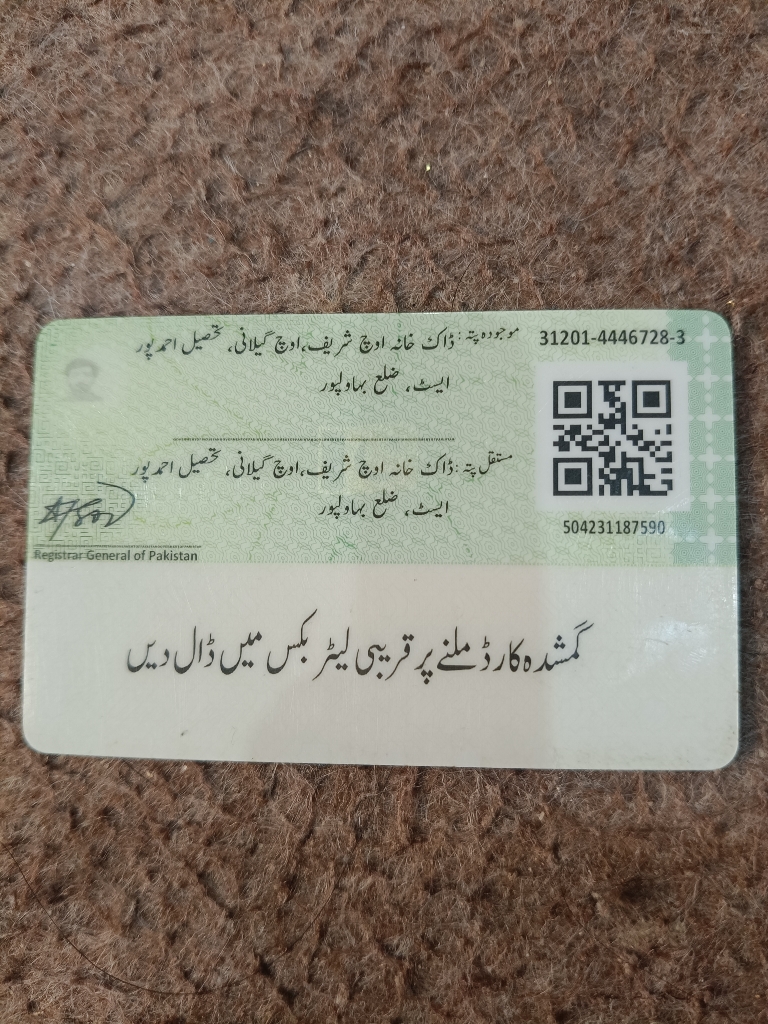 31201-4446728-3
موجودہ پتہ : ڈاک خانہ اوچ شریف، اوچ گیلانی، تحصیل احمد پور
ایسٹ، ضلع بہاولپور
مستقل پتہ : ڈاک خانہ اوچ شریف، اوچ گیلانی، تحصیل احمد پور
ایسٹ، ضلع بہاولپور
504231187590
Registrar General of Pakistan
گمشدہ کارڈ ملنے پر قریبی لیٹر بکس میں ڈال دیں